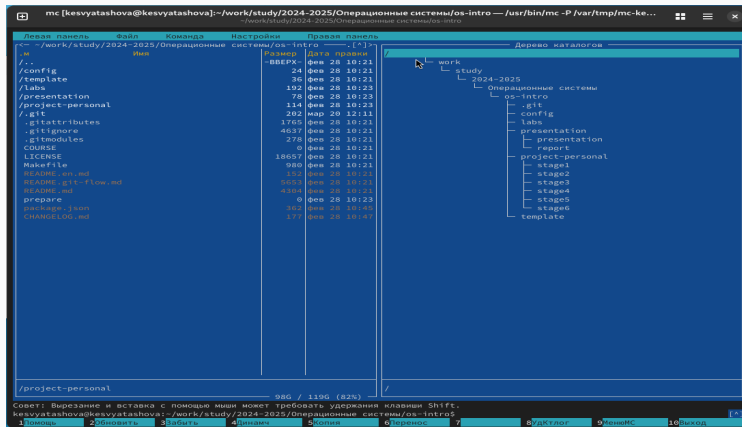 mc [kesvyatashova@kesvyatashova]:~/work/study/2024-2025/Операционные системы/os-intro — /usr/bin/mc -P /var/tmp/mc-ke...
~/work/study/2024-2025/Операционные системы/os-intro
Левая панель Файл Команда Настройки Правая панель
<— ~/work/study/2024-2025/Операционные системы/os-intro .[^]>
.и Имя Размер Дата правки
/.. -ВВЕРХ- фев 28 10:21
/config 24 фев 28 10:21
/template 36 фев 28 10:21
/labs 192 фев 28 10:23
/presentation 78 фев 28 10:23
/project-personal 114 фев 28 10:23
/.git 202 мар 20 12:11
.gitattributes 1765 фев 28 10:21
.gitignore 4637 фев 28 10:21
.gitmodules 278 фев 28 10:21
COURSE 0 фев 28 10:21
LICENSE 18657 фев 28 10:21
Makefile 980 фев 28 10:21
README.en.md 152 фев 28 10:21
README.git-flow.md 5653 фев 28 10:21
README.md 4304 фев 28 10:21
prepare 0 фев 28 10:23
package.json 362 фев 28 10:45
CHANGELOG.md 177 фев 28 10:47
/project-personal
98G / 119G (82%)
Дерево каталогов
/
work
study
2024-2025
Операционные системы
os-intro
.git
config
labs
presentation
presentation
report
project-personal
stage1
stage2
stage3
stage4
stage5
stage6
template
/
Совет: Вырезание и вставка с помощью мыши может требовать удержания клавиши Shift.
kesvyatashova@kesvyatashova:~/work/study/2024-2025/Операционные системы/os-intro$ [^]
1Помощь 2Обновить 3Забыть 4Динамич 5Копия 6Перенос 7 8УдКтлог 9МенюMC 10Выход